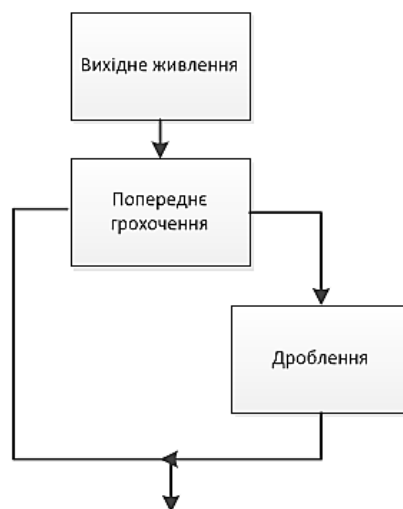 Вихідне живлення
Попереднє
грохочення
Дроблення